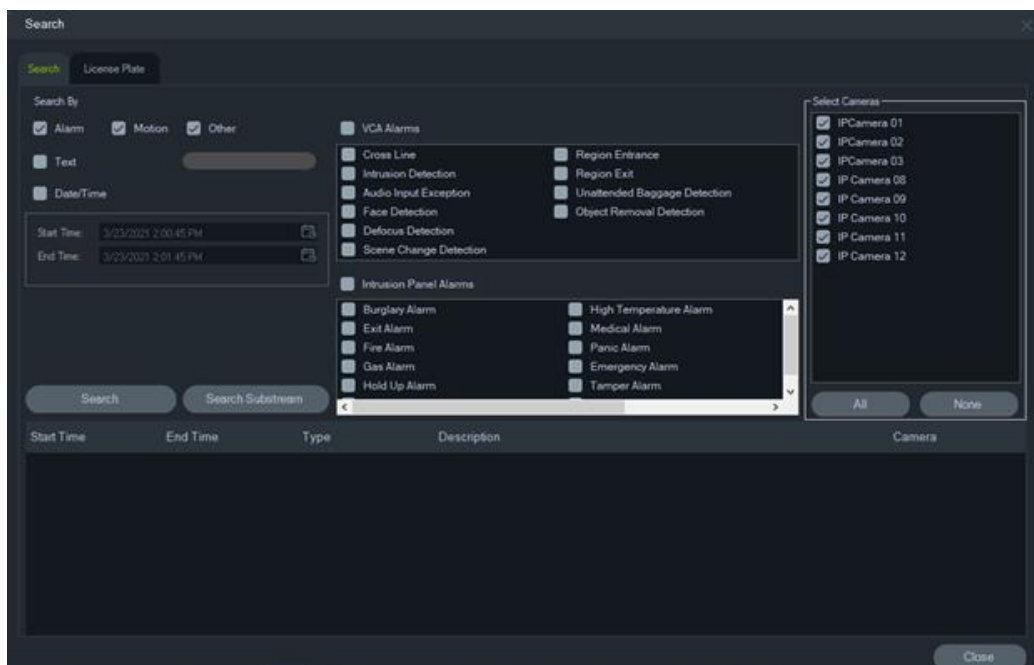 Search
Search License Plate
Search By
Alarm Motion Other
Text
Date/Time
Start Time: 3/23/2021 2:00:45 PM
End Time: 3/23/2021 2:01:45 PM
Search Search Substream
VCA Alarms
Cross Line Region Entrance
Intrusion Detection Region Exit
Audio Input Exception Unattended Baggage Detection
Face Detection Object Removal Detection
Defocus Detection
Scene Change Detection
Intrusion Panel Alarms
Burglary Alarm High Temperature Alarm
Exit Alarm Medical Alarm
Fire Alarm Panic Alarm
Gas Alarm Emergency Alarm
Hold Up Alarm Tamper Alarm
Select Cameras
IPCamera 01
IPCamera 02
IPCamera 03
IP Camera 08
IP Camera 09
IP Camera 10
IP Camera 11
IP Camera 12
All None
Start Time End Time Type Description Camera
Close